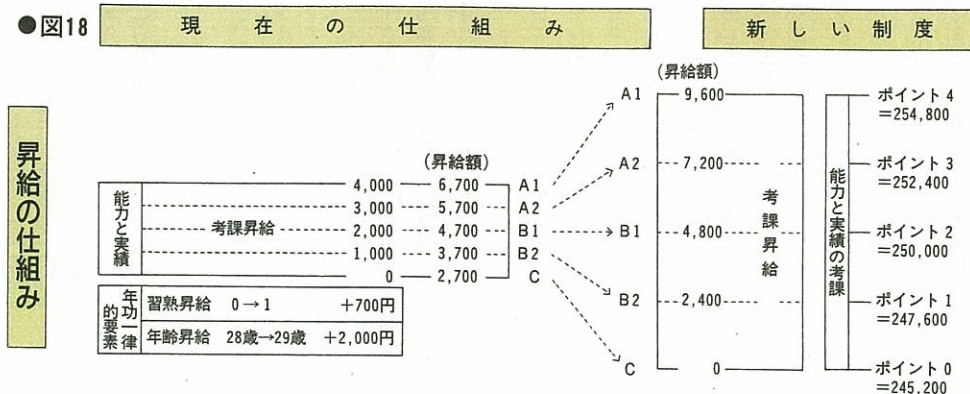 ●図18
現在の仕組み
新しい制度
昇給の仕組み
(昇給額)
4,000 6,700 A1
3,000 5,700 A2
考課昇給 2,000 4,700 B1
1,000 3,700 B2
0 2,700 C
能力と実績
年功一律的要素
習熟昇給 0→1 +700円
年齢昇給 28歳→29歳 +2,000円
(昇給額)
A1 9,600
A2 7,200
B1 4,800
B2 2,400
C 0
考課昇給
能力と実績の考課
ポイント4
=254,800
ポイント3
=252,400
ポイント2
=250,000
ポイント1
=247,600
ポイント0
=245,200